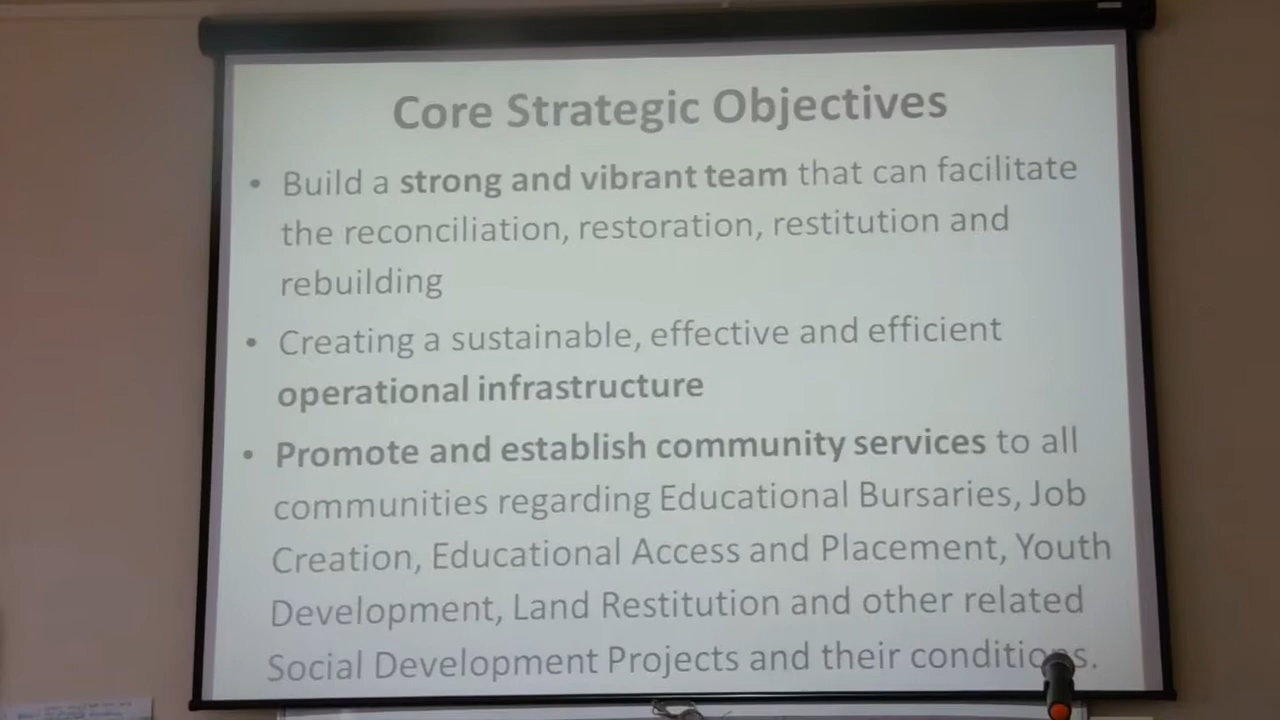 Core Strategic Objectives
• Build a strong and vibrant team that can facilitate
the reconciliation, restoration, restitution and
rebuilding
• Creating a sustainable, effective and efficient
operational infrastructure
• Promote and establish community services to all
communities regarding Educational Bursaries, Job
Creation, Educational Access and Placement, Youth
Development, Land Restitution and other related
Social Development Projects and their conditions.